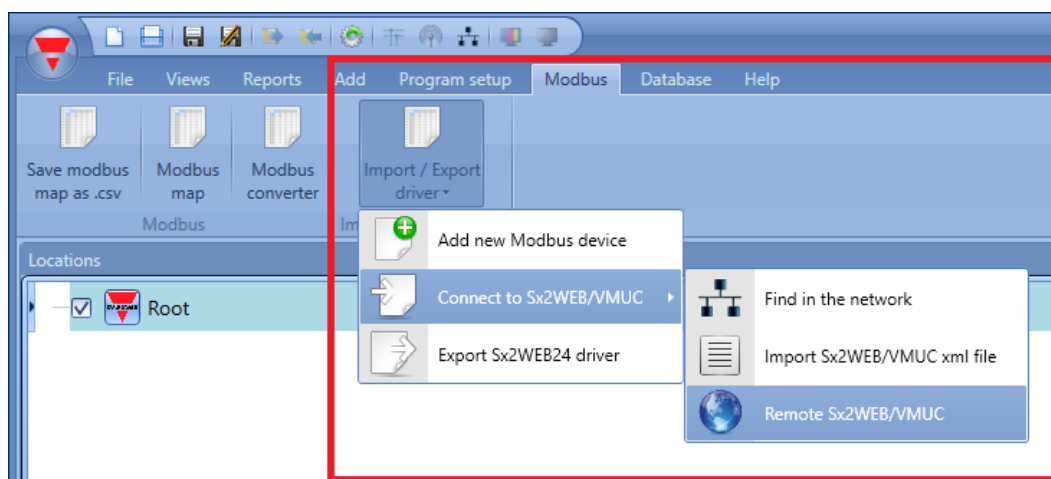 File Views Reports Add Program setup Modbus Database Help
Save modbus
map as .csv
Modbus
map
Modbus
converter
Import / Export
driver
Modbus
Im
Add new Modbus device
Connect to Sx2WEB/VMUC
Export Sx2WEB24 driver
Find in the network
Import Sx2WEB/VMUC xml file
Remote Sx2WEB/VMUC
Locations
Root